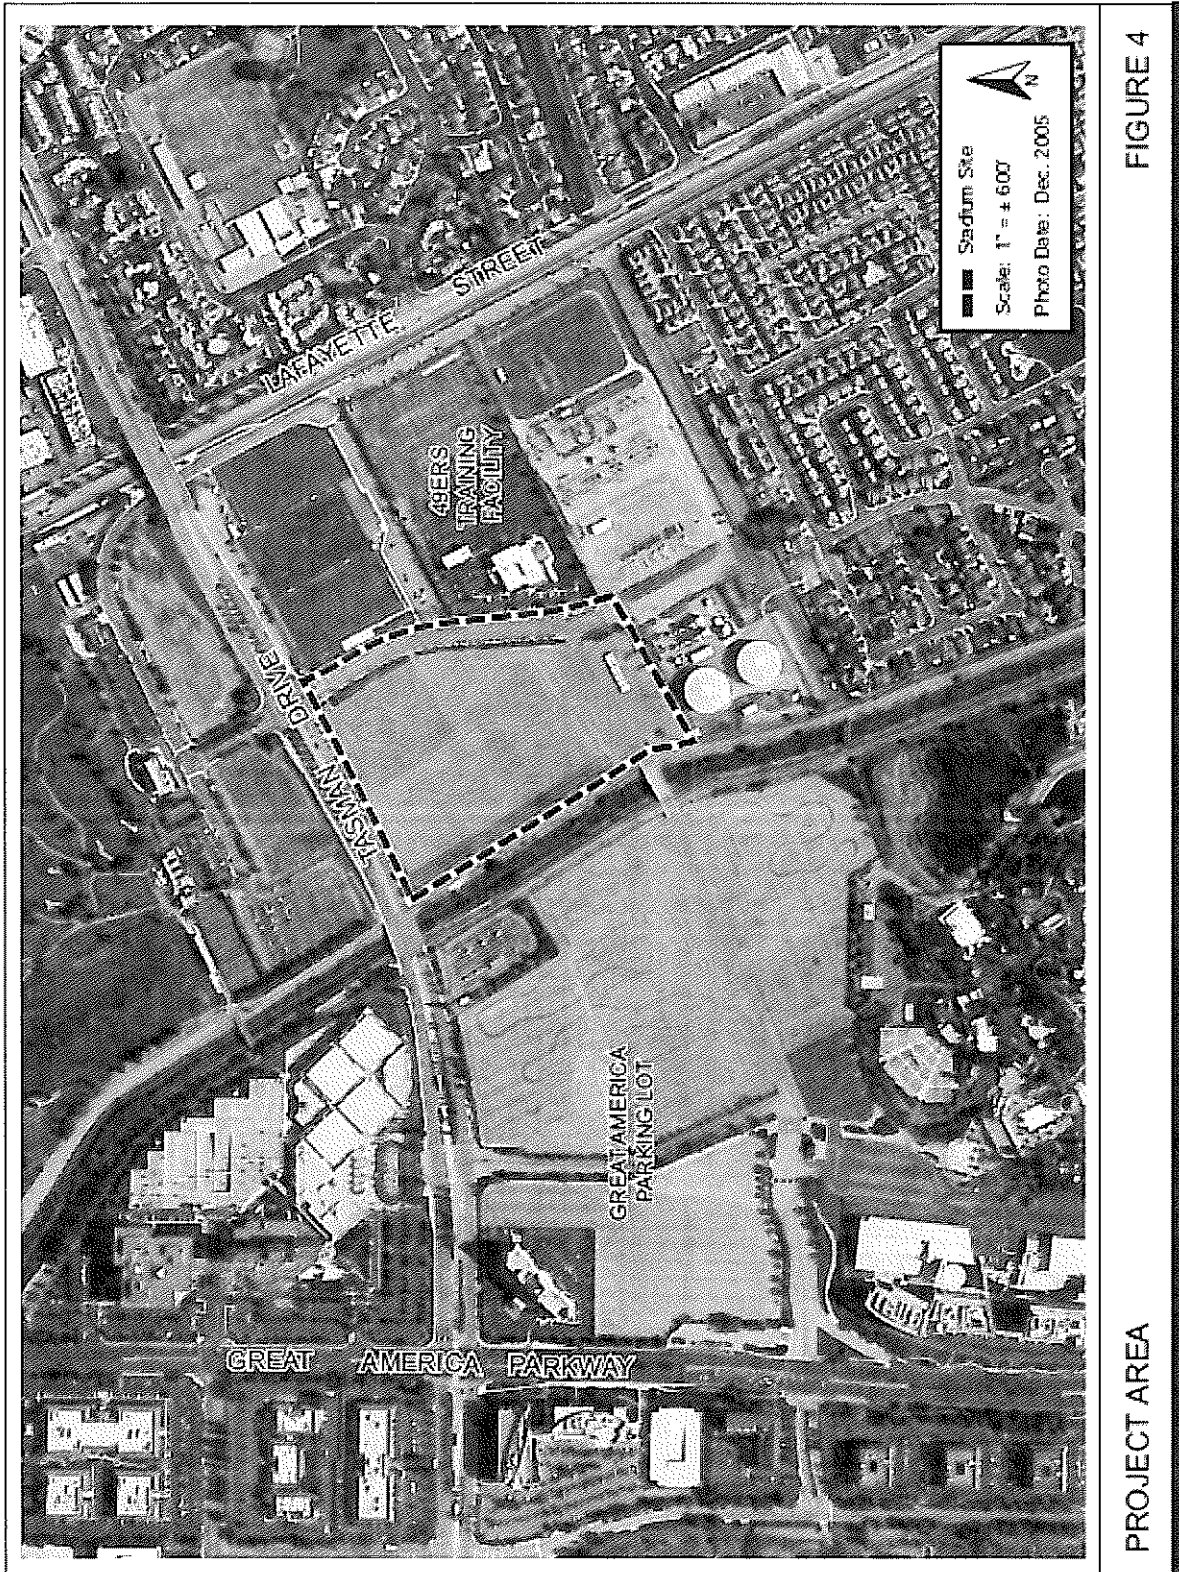 GREAT AMERICA PARKWAY
TASMAN DRIVE
LAFAYETTE STREET
49ERS
TRAINING
FACILITY
GREAT AMERICA
PARKING LOT
Stadium Site
Scale: 1" = ± 600'
Photo Date: Dec. 2005
N
PROJECT AREA
FIGURE 4